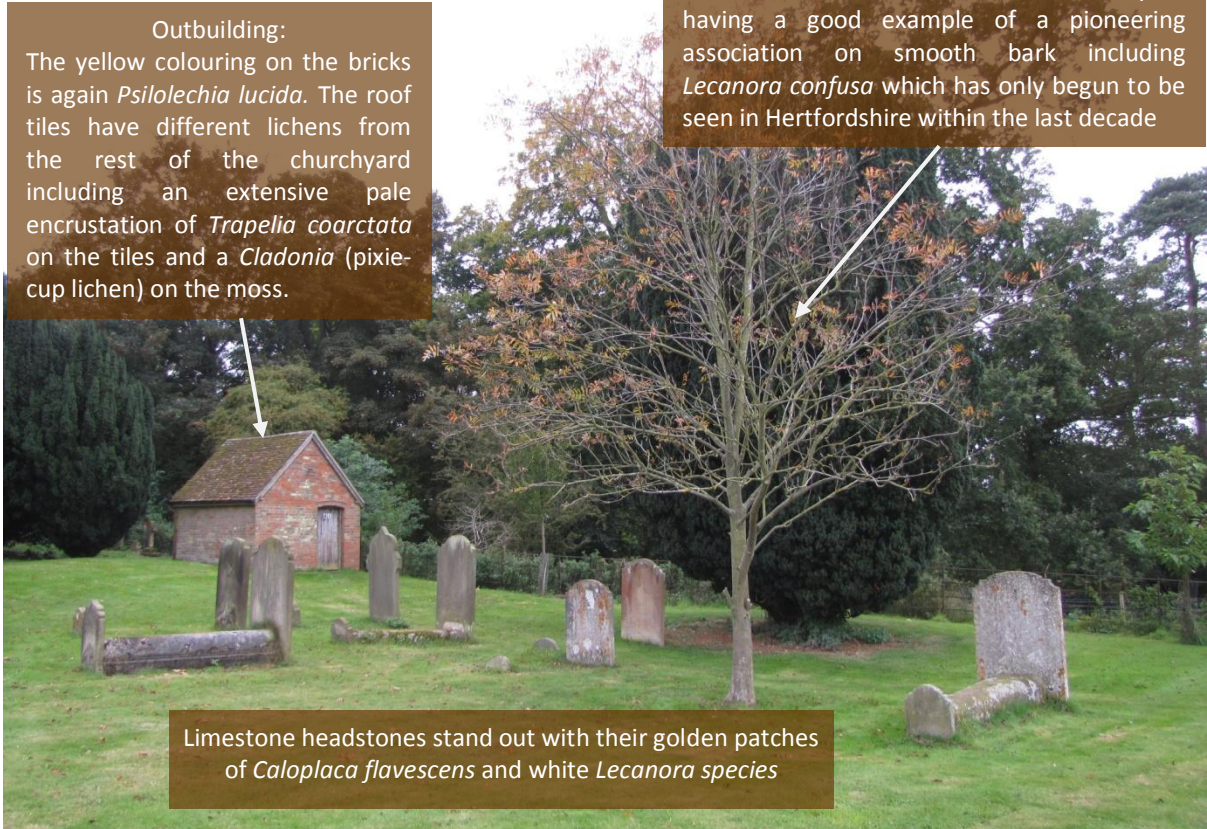 Outbuilding:
The yellow colouring on the bricks
is again Psilolechia lucida. The roof
tiles have different lichens from
the rest of the churchyard
including an extensive pale
encrustation of Trapelia coarctata
on the tiles and a Cladonia (pixie-
cup lichen) on the moss.
having a good example of a pioneering
association on smooth bark including
Lecanora confusa which has only begun to be
seen in Hertfordshire within the last decade
Limestone headstones stand out with their golden patches
of Caloplaca flavescens and white Lecanora species